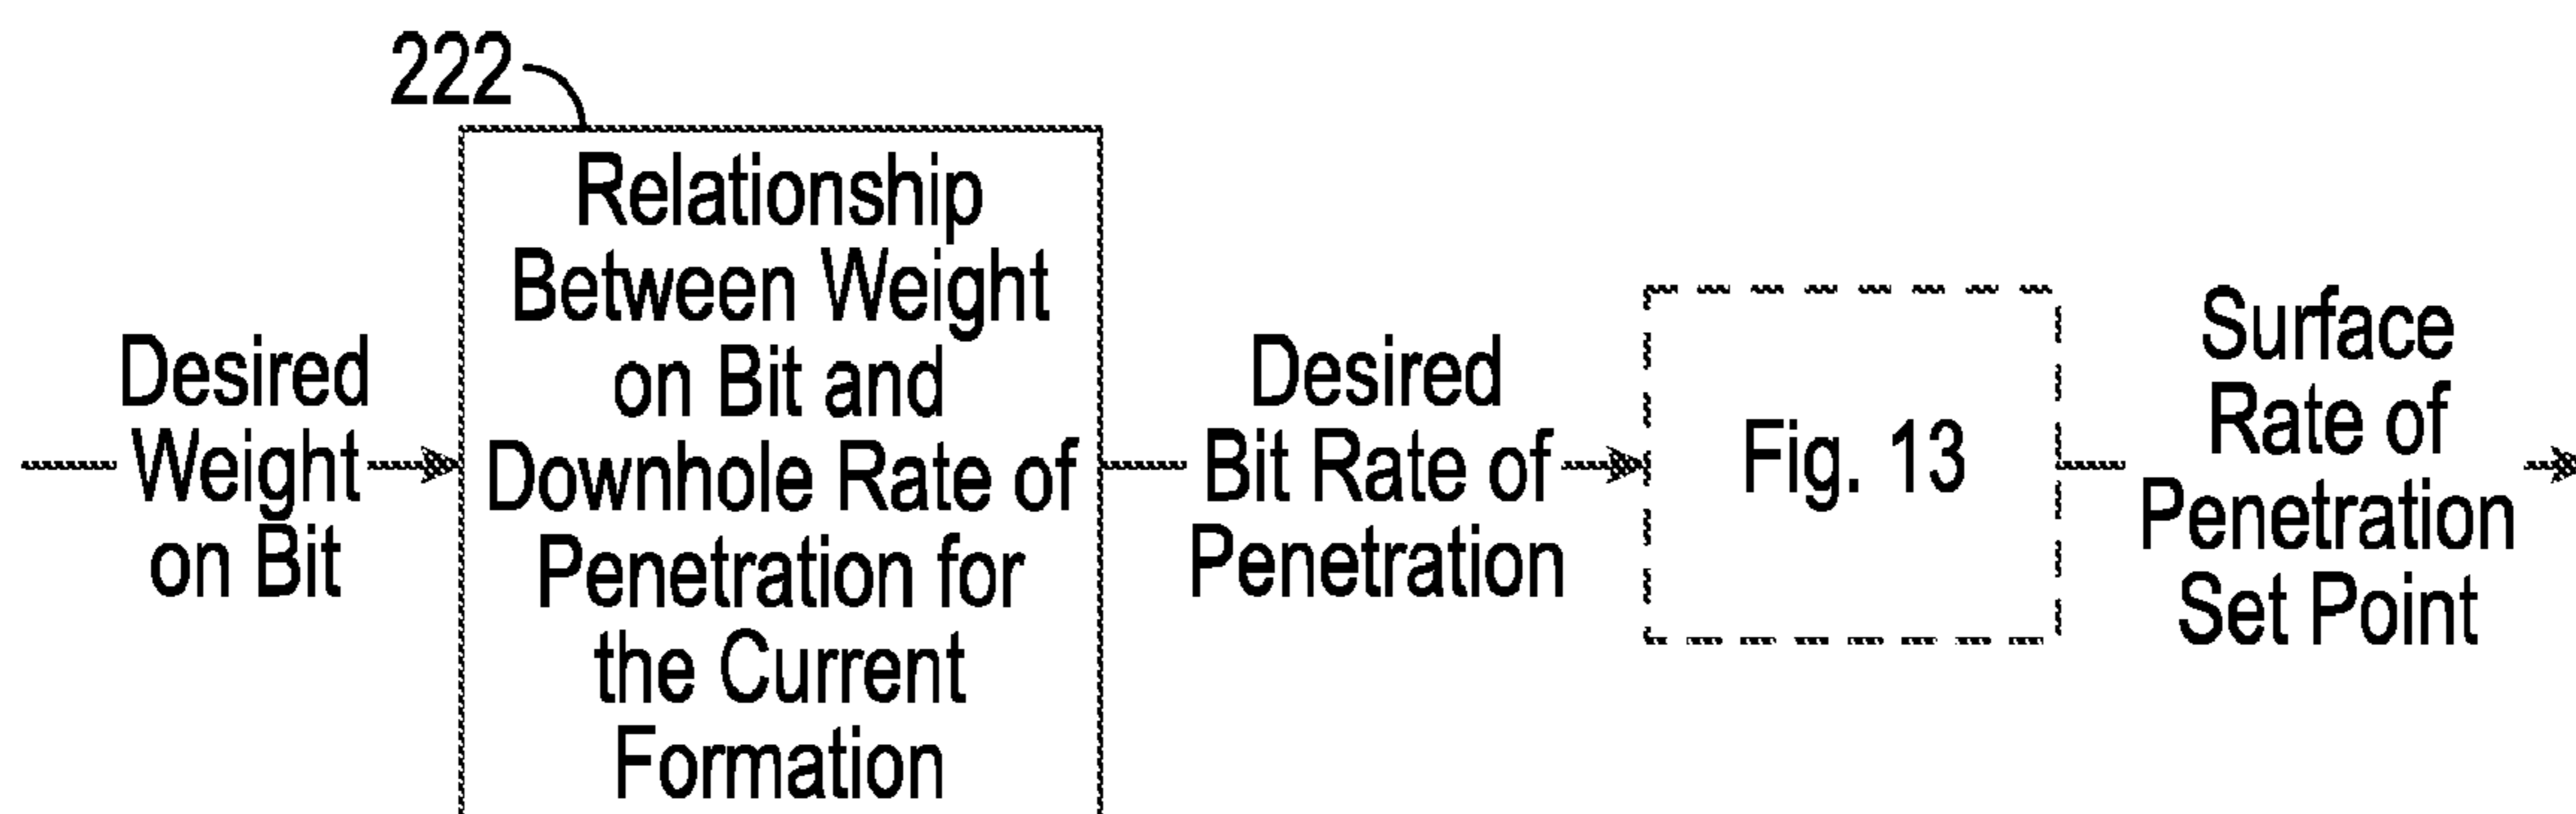 222
Desired
Weight
on Bit
Relationship
Between Weight
on Bit and
Downhole Rate of
Penetration for
the Current
Formation
Desired
Bit Rate of
Penetration
Fig. 13
Surface
Rate of
Penetration
Set Point